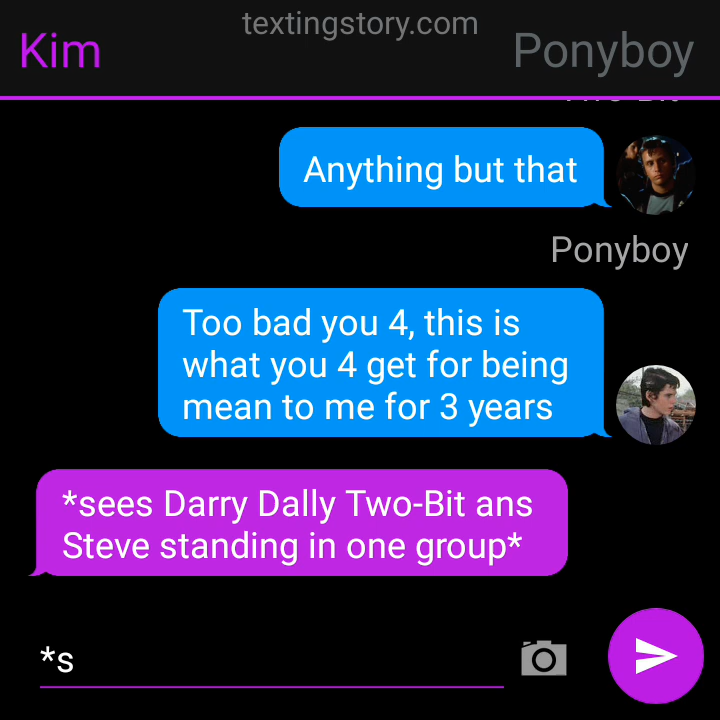 textingstory.com
Kim
Ponyboy
Anything but that
Ponyboy
Too bad you 4, this is
what you 4 get for being
mean to me for 3 years
*sees Darry Dally Two-Bit ans
Steve standing in one group*
*s